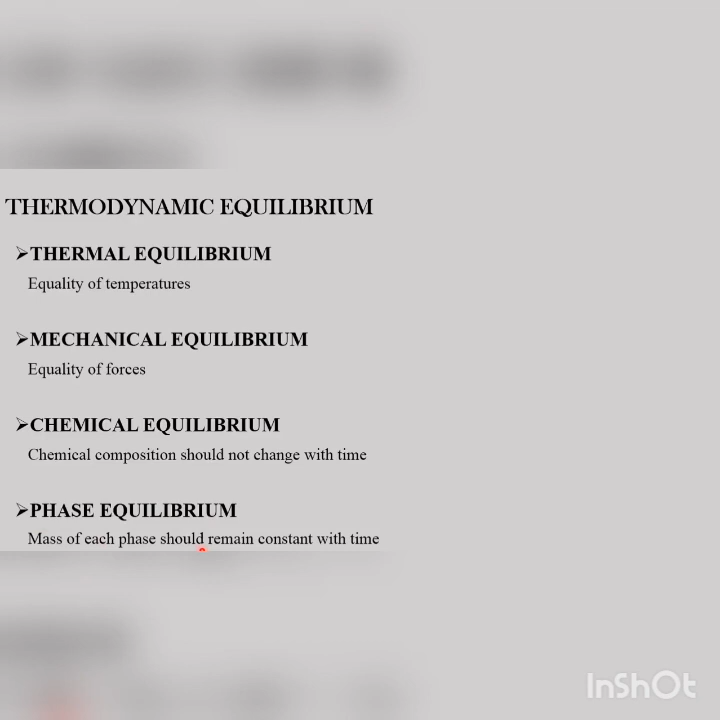 THERMODYNAMIC EQUILIBRIUM
➢THERMAL EQUILIBRIUM
Equality of temperatures
➢MECHANICAL EQUILIBRIUM
Equality of forces
➢CHEMICAL EQUILIBRIUM
Chemical composition should not change with time
➢PHASE EQUILIBRIUM
Mass of each phase should remain constant with time
InShOt